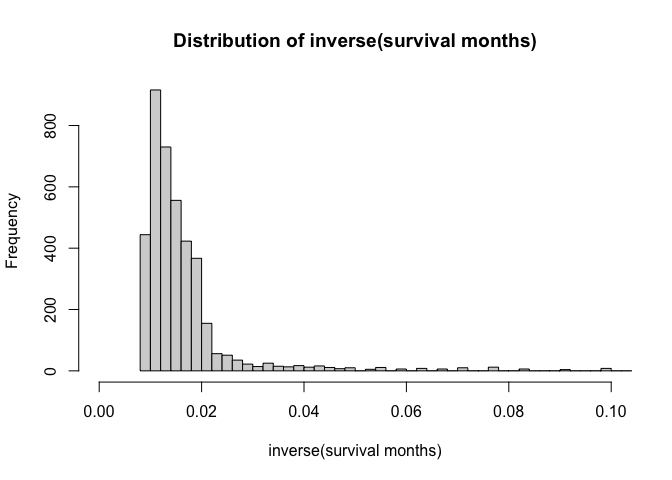 Distribution of inverse(survival months)
Frequency
800
600
400
200
0
0.00 0.02 0.04 0.06 0.08 0.10
inverse(survival months)